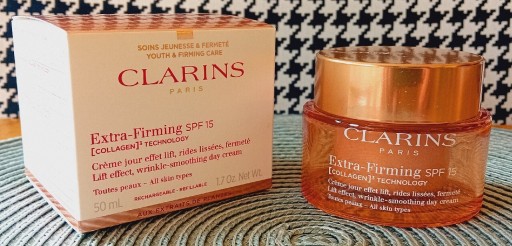 SOINS JEUNESSE & FERMETÉ
YOUTH & FIRMING CARE
CLARINS
PARIS
Extra-Firming SPF 15
[COLLAGEN]³ TECHNOLOGY
Crème jour effet lift, rides lissées, fermeté
Lift effect, wrinkle-smoothing day cream
Toutes peaux - All skin types
RECHARGEABLE - REFILLABLE
50 mL
1.7 Oz. Net Wt.
AUX EXTRAITS DE
CLARINS
PARIS
Extra-Firming SPF 15
[COLLAGEN]³ TECHNOLOGY
Crème jour effet lift, rides lissées, fermeté
Lift effect, wrinkle-smoothing day cream
Toutes peaux - All skin types